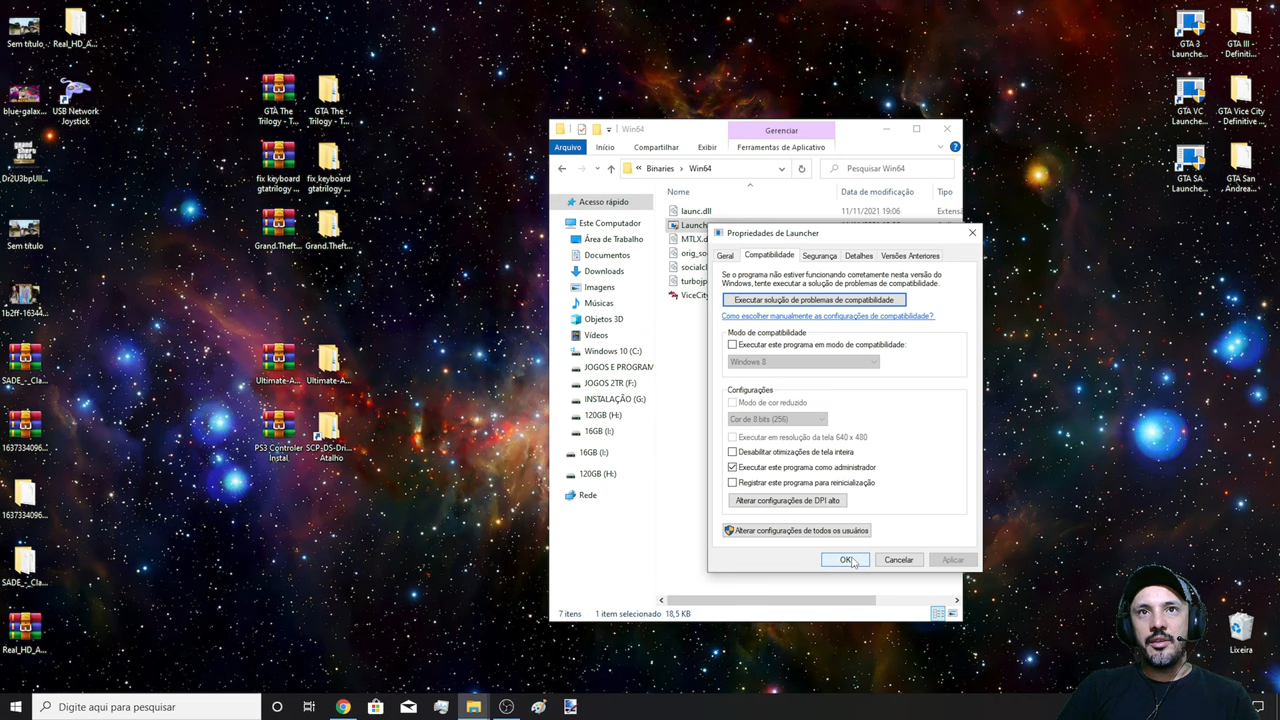 Sem título
Real_HD_A...
blue-galax...
USB Network
Joystick
DrZU3bpUII...
Sem título
SADE_-_Cla...
1637334096...
1637334096...
SADE_-_Cla...
Real_HD_A...
GTA The
Trilogy - T...
GTA -
Trilogy - T...
fix keyboard
gtatrilogy ...
fix keyboard
gtatrilogy ...
Grand.Thef...
Grand.Theft...
Ultimate-A...
Ultimate-A...
PS3 Controler
Instal.
SCP-DS-Dri...
Atalho
GTA 3
Launche...
GTA III -
Definiti...
GTA VC
Launche...
GTA Vice City
- Definitive...
GTA SA
Launche...
GTA San
Andrea...
Lixeira
Win64
Gerenciar
Arquivo
Início
Compartilhar
Exibir
Ferramentas de Aplicativo
Binaries
Win64
Pesquisar Win64
Nome
Data de modificação
Tipo
Acesso rápido
Este Computador
Área de Trabalho
Documentos
Downloads
Imagens
Músicas
Objetos 3D
Vídeos
Windows 10 (C:)
JOGOS E PROGRAM
JOGOS 2TR (F:)
INSTALAÇÃO (G:)
120GB (H:)
16GB (I:)
16GB (I:)
120GB (H:)
Rede
launc.dll
11/11/2021 19:06
Extensã
Launch
MTLX.d
orig_so
socialcl
turbojp
ViceCity
7 itens
1 item selecionado
18,5 KB
Propriedades de Launcher
Geral
Compatibilidade
Segurança
Detalhes
Versões Anteriores
Se o programa não estiver funcionando corretamente nesta versão do
Windows, tente executar a solução de problemas de compatibilidade.
Executar solução de problemas de compatibilidade
Como escolher manualmente as configurações de compatibilidade?
Modo de compatibilidade
Executar este programa em modo de compatibilidade:
Windows 8
Configurações
Modo de cor reduzido
Cor de 8 bits (256)
Executar em resolução da tela 640 x 480
Desabilitar otimizações de tela inteira
Executar este programa como administrador
Registrar este programa para reinicialização
Alterar configurações de DPI alto
Alterar configurações de todos os usuários
OK
Cancelar
Aplicar
Digite aqui para pesquisar